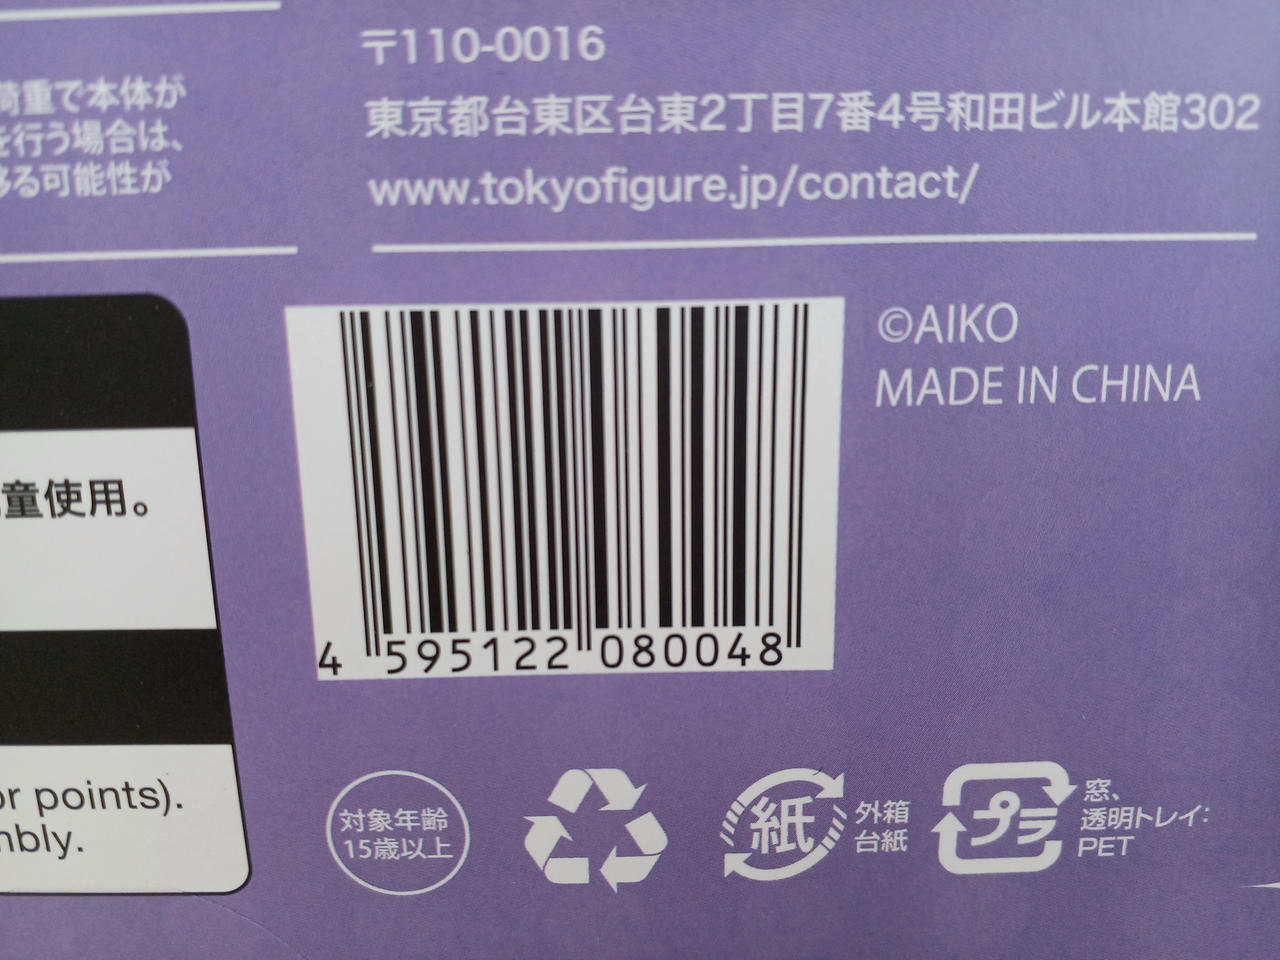 荷重で本体が
を行う場合は、
移る可能性が
〒110-0016
東京都台東区台東2丁目7番4号和田ビル本館302
www.tokyofigure.jp/contact/
童使用。
or points).
mbly.
4 595122 080048
©AIKO
MADE IN CHINA
対象年齢
15歳以上
紙
外箱
台紙
プラ
窓、
透明トレイ:
PET